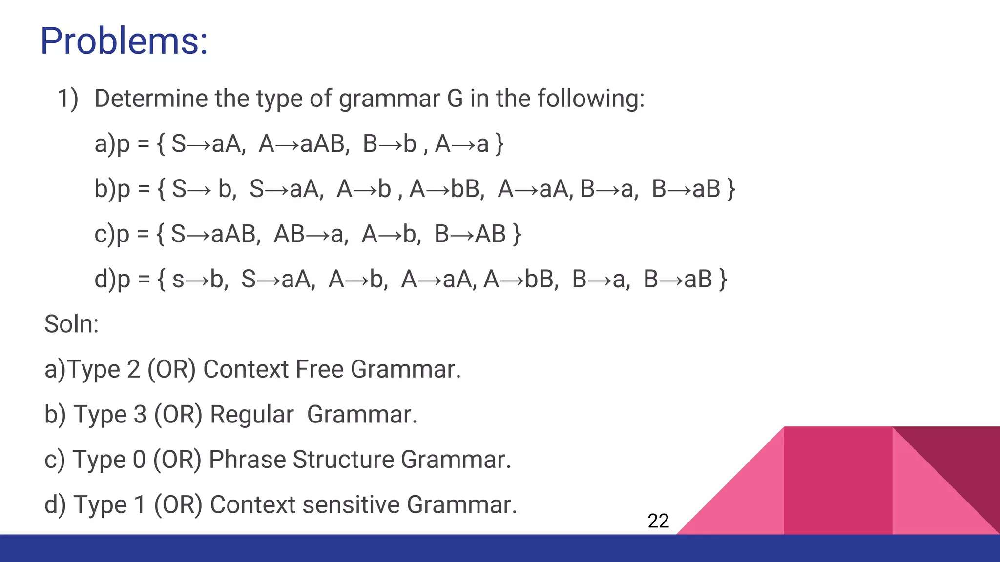 Problems:
1) Determine the type of grammar G in the following:
a)p = { S→aA, A→aAB, B→b , A→a }
b)p = { S→ b, S→aA, A→b , A→bB, A→aA, B→a, B→aB }
c)p = { S→aAB, AB→a, A→b, B→AB }
d)p = { s→b, S→aA, A→b, A→aA, A→bB, B→a, B→aB }
Soln:
a)Type 2 (OR) Context Free Grammar.
b) Type 3 (OR) Regular Grammar.
c) Type 0 (OR) Phrase Structure Grammar.
d) Type 1 (OR) Context sensitive Grammar.
22